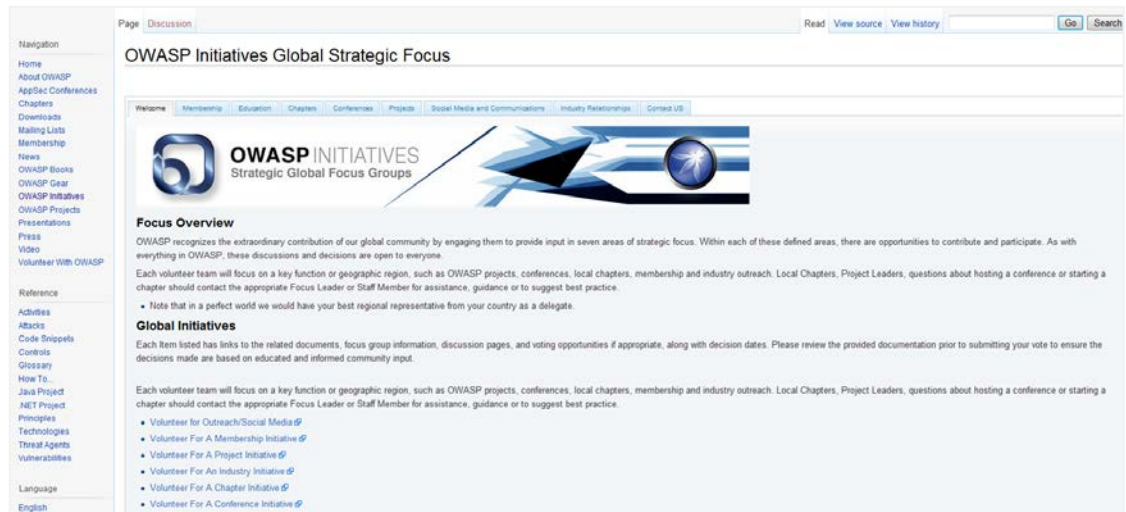 Page Discussion Read View source View history Go Search
Navigation
Home
About OWASP
AppSec Conferences
Chapters
Downloads
Mailing Lists
Membership
News
OWASP Books
OWASP Gear
OWASP Initiatives
OWASP Projects
Presentations
Press
Video
Volunteer With OWASP
Reference
Activities
Attacks
Code Snippets
Controls
Glossary
How To...
Java Project
.NET Project
Principles
Technologies
Threat Agents
Vulnerabilities
Language
English
OWASP Initiatives Global Strategic Focus
Welcome Membership Education Chapters Conferences Projects Social Media and Communications Industry Relationships Contact US
OWASP INITIATIVES
Strategic Global Focus Groups
Focus Overview
OWASP recognizes the extraordinary contribution of our global community by engaging them to provide input in seven areas of strategic focus. Within each of these defined areas, there are opportunities to contribute and participate. As with
everything in OWASP, these discussions and decisions are open to everyone.
Each volunteer team will focus on a key function or geographic region, such as OWASP projects, conferences, local chapters, membership and industry outreach. Local Chapters, Project Leaders, questions about hosting a conference or starting a
chapter should contact the appropriate Focus Leader or Staff Member for assistance, guidance or to suggest best practice.
• Note that in a perfect world we would have your best regional representative from your country as a delegate.
Global Initiatives
Each Item listed has links to the related documents, focus group information, discussion pages, and voting opportunities if appropriate, along with decision dates. Please review the provided documentation prior to submitting your vote to ensure the
decisions made are based on educated and informed community input.
Each volunteer team will focus on a key function or geographic region, such as OWASP projects, conferences, local chapters, membership and industry outreach. Local Chapters, Project Leaders, questions about hosting a conference or starting a
chapter should contact the appropriate Focus Leader or Staff Member for assistance, guidance or to suggest best practice.
• Volunteer for Outreach/Social Media
• Volunteer For A Membership Initiative
• Volunteer For A Project Initiative
• Volunteer For An Industry Initiative
• Volunteer For A Chapter Initiative
• Volunteer For A Conference Initiative